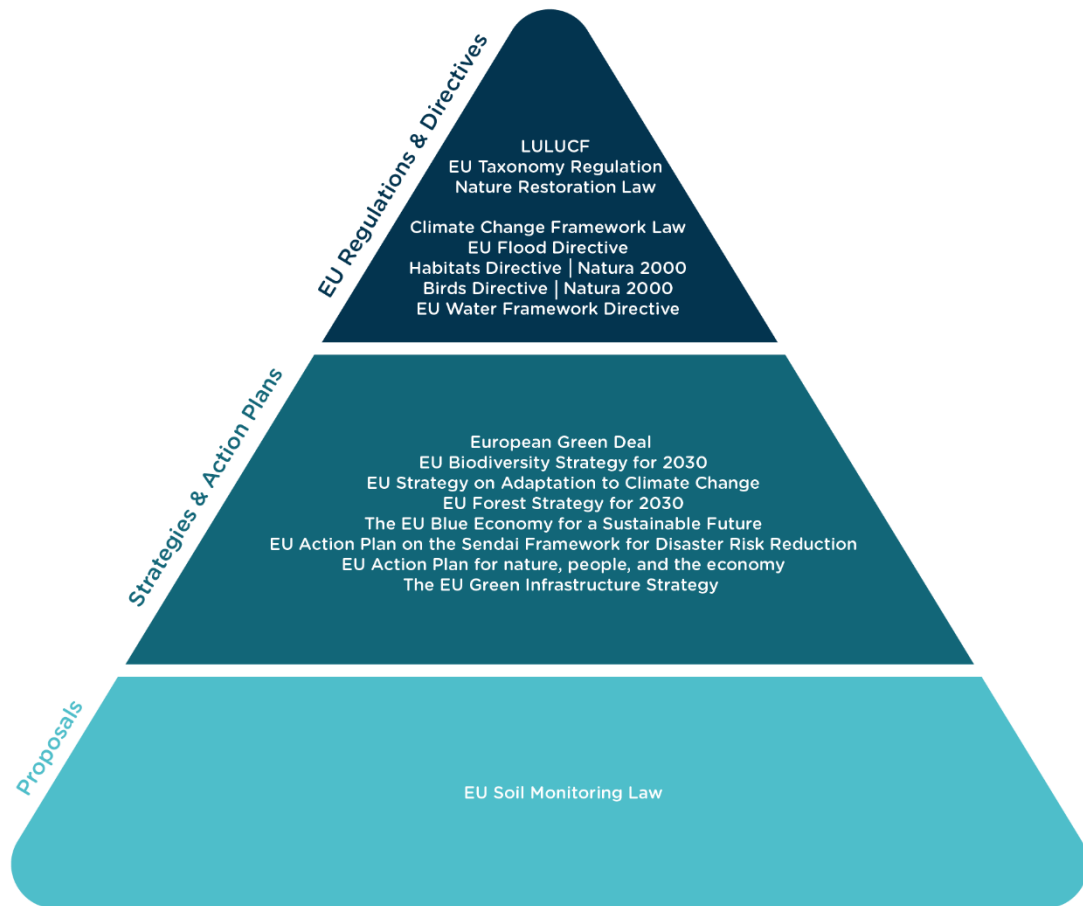 EU Regulations & Directives
LULUCF
EU Taxonomy Regulation
Nature Restoration Law
Climate Change Framework Law
EU Flood Directive
Habitats Directive | Natura 2000
Birds Directive | Natura 2000
EU Water Framework Directive
Strategies & Action Plans
European Green Deal
EU Biodiversity Strategy for 2030
EU Strategy on Adaptation to Climate Change
EU Forest Strategy for 2030
The EU Blue Economy for a Sustainable Future
EU Action Plan on the Sendai Framework for Disaster Risk Reduction
EU Action Plan for nature, people, and the economy
The EU Green Infrastructure Strategy
Proposals
EU Soil Monitoring Law